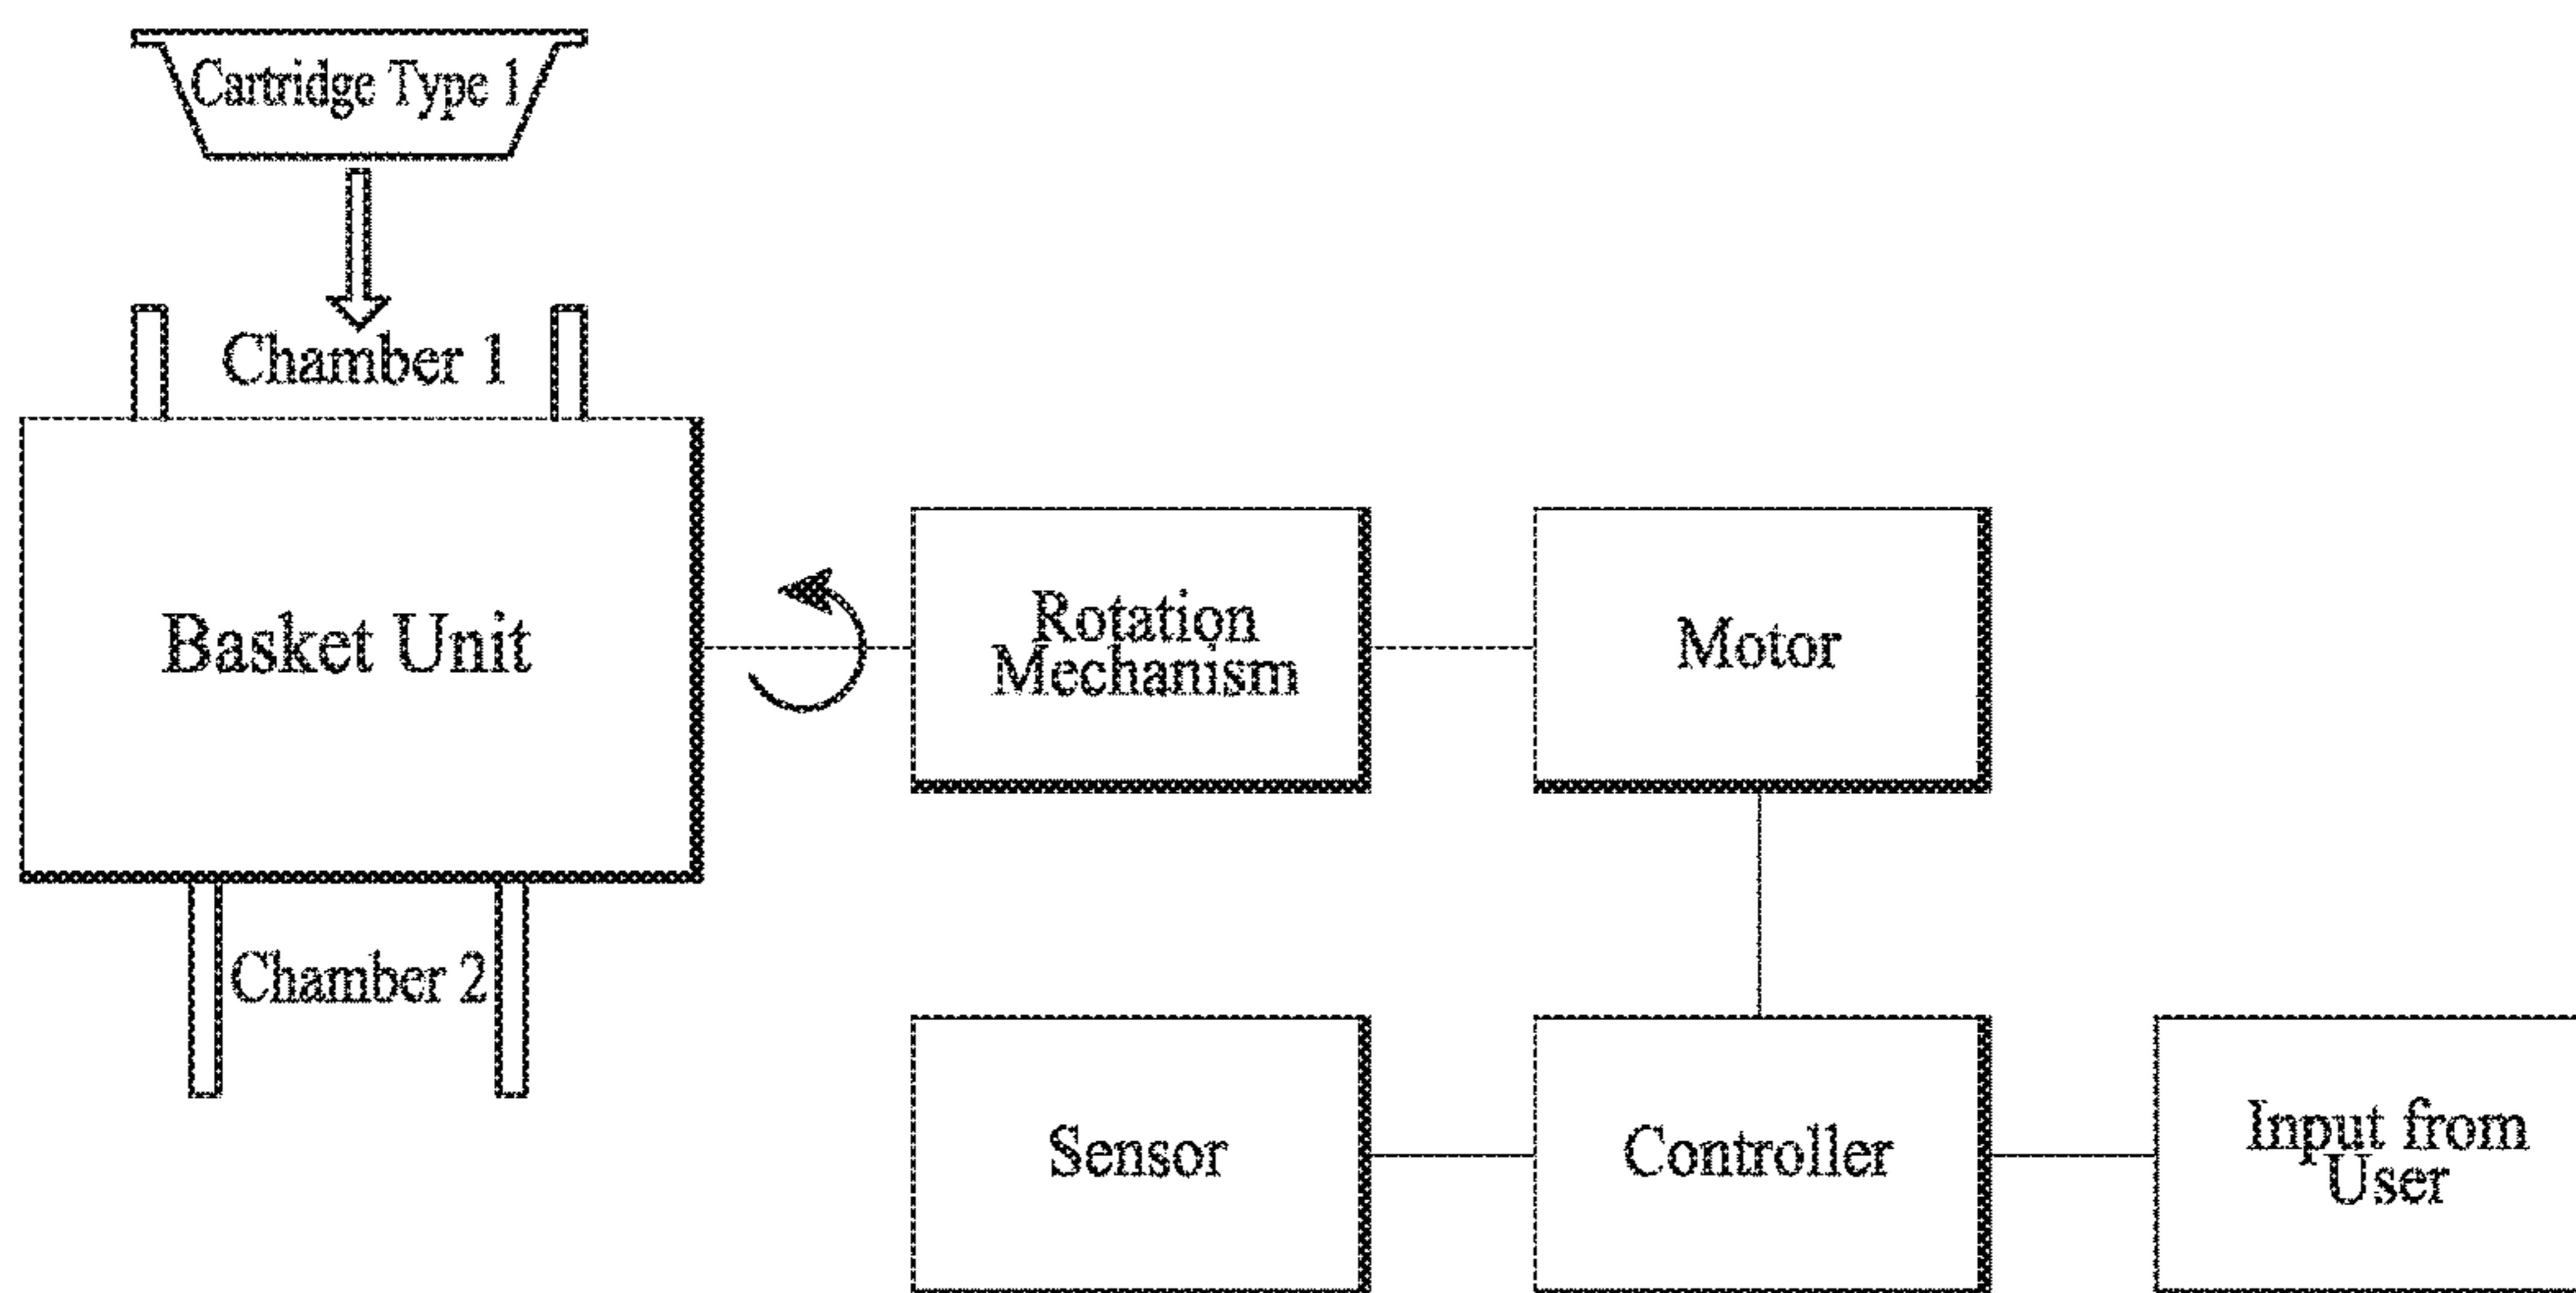 Cartridge Type 1
Chamber 1
Basket Unit
Rotation
Mechanism
Motor
Chamber 2
Sensor
Controller
Input from
User